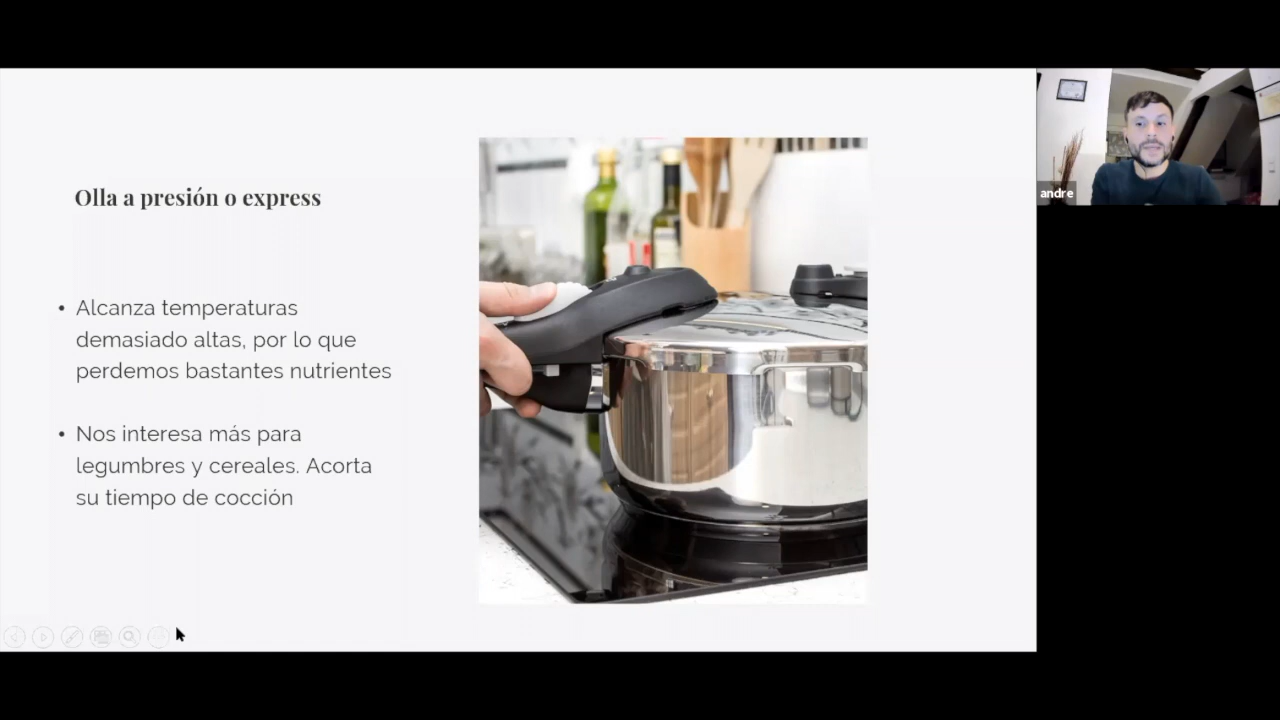 Olla a presión o express
• Alcanza temperaturas
demasiado altas, por lo que
perdemos bastantes nutrientes
• Nos interesa más para
legumbres y cereales. Acorta
su tiempo de cocción
andre